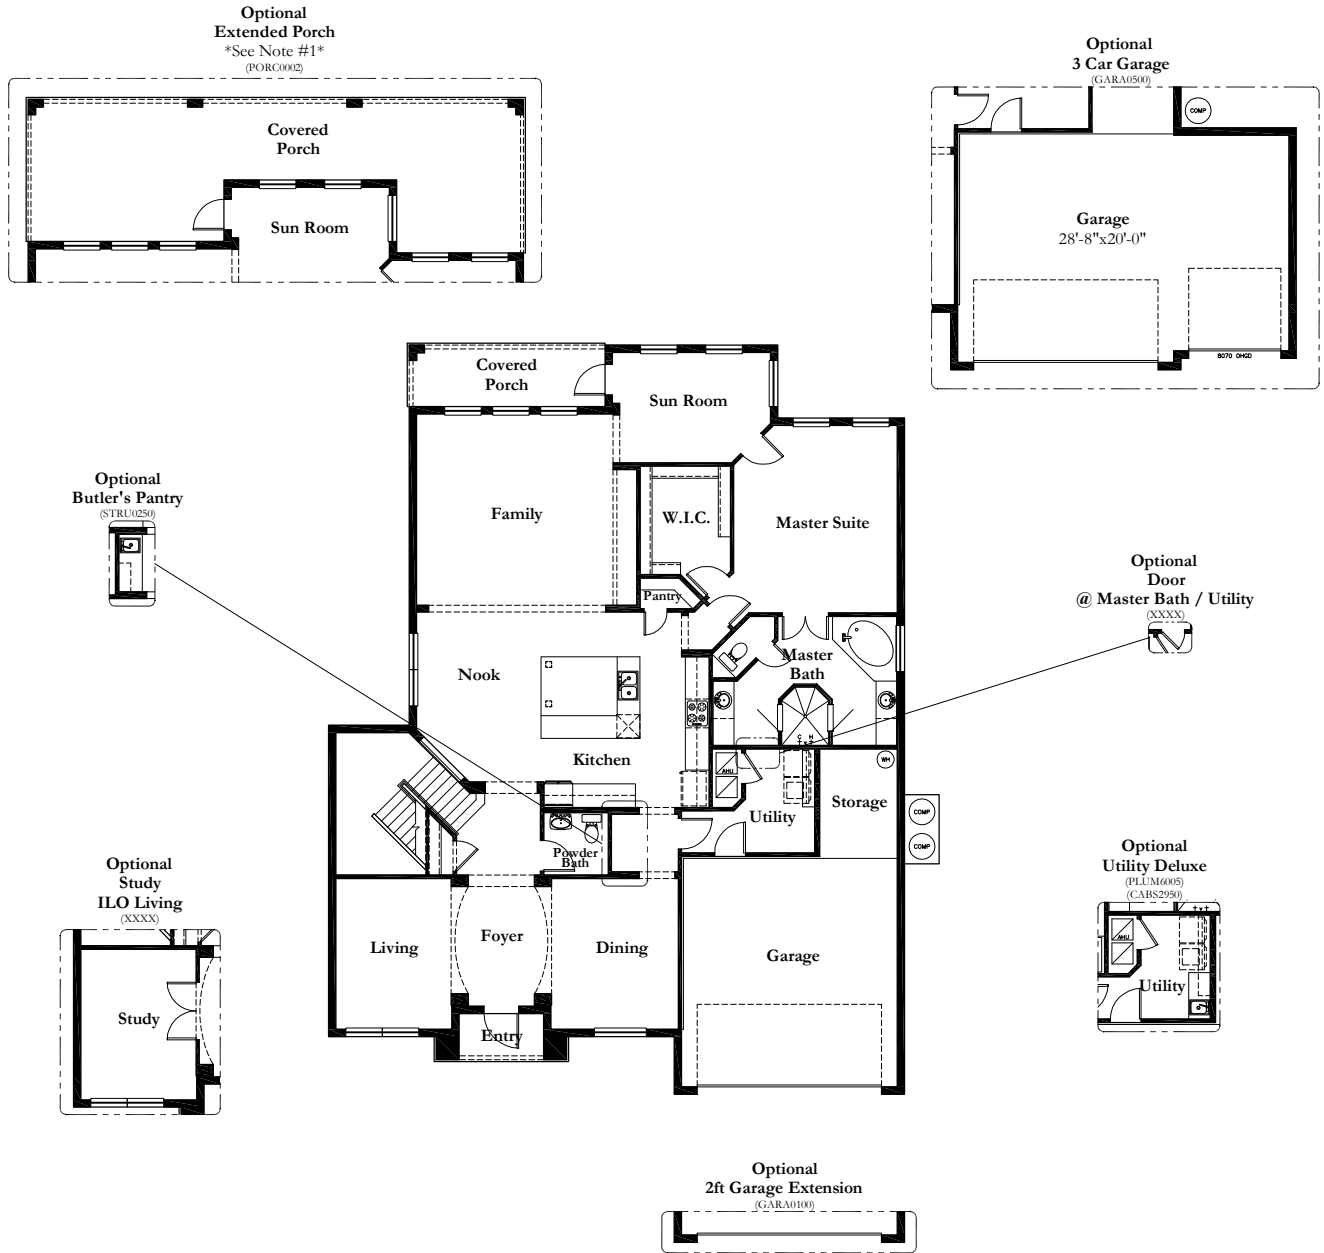 Optional
Extended Porch
*See Note #1*
(PORC0002)
Covered
Porch
Sun Room
Optional
3 Car Garage
(GARA0500)
COMP
Garage
28'-8"x20'-0"
8070 OHGD
Covered
Porch
Sun Room
Family
W.I.C.
Master Suite
Pantry
Nook
Master
Bath
Kitchen
C H
AHU
Utility
WH
Storage
COMP
COMP
Powder
Bath
Living
Foyer
Dining
Garage
Entry
Optional
Butler's Pantry
(STRU0250)
Optional
Door
@ Master Bath / Utility
(XXXX)
Optional
Study
ILO Living
(XXXX)
Study
Optional
Utility Deluxe
(PLUM6005)
(CABS2950)
AHU
Utility
Optional
2ft Garage Extension
(GARA0100)